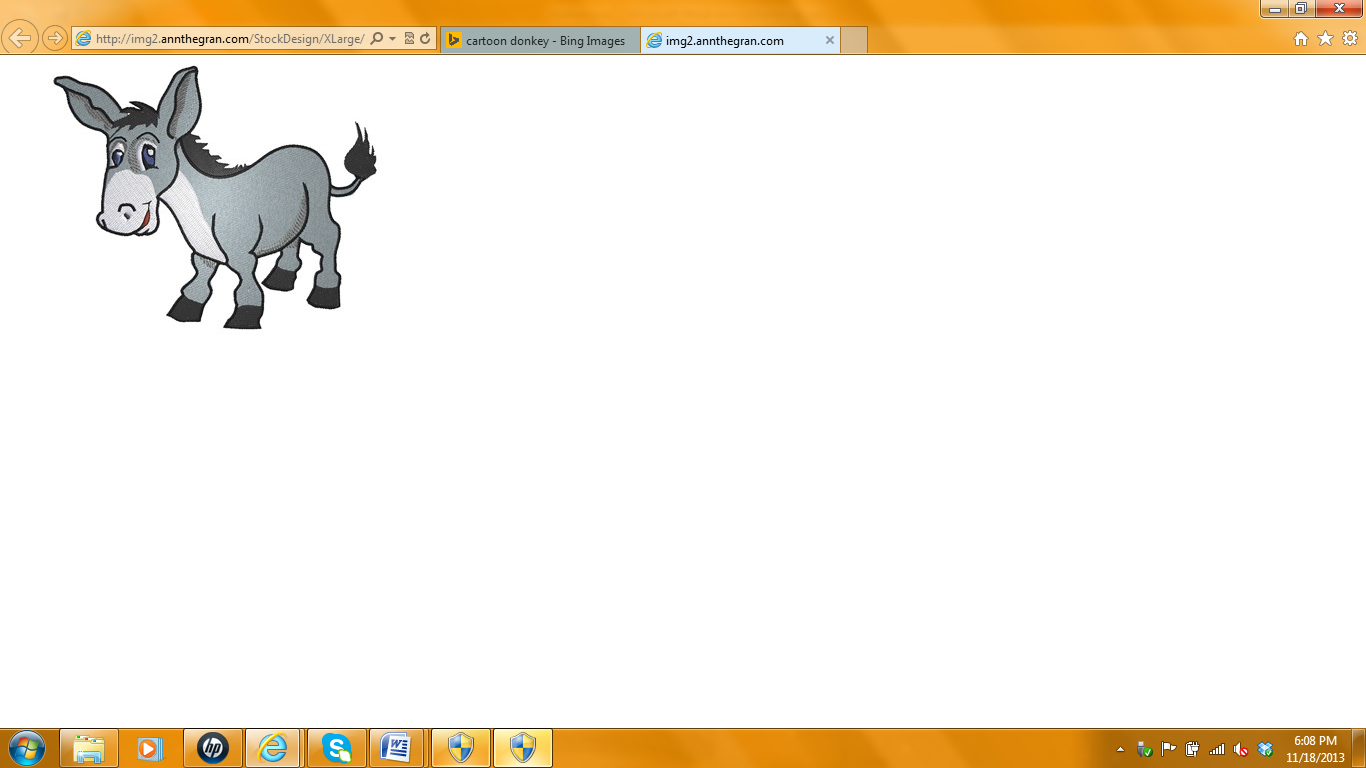 http://img2.annthegran.com/StockDesign/XLarge/
cartoon donkey - Bing Images
img2.annthegran.com
hp
6:08 PM
11/18/2013